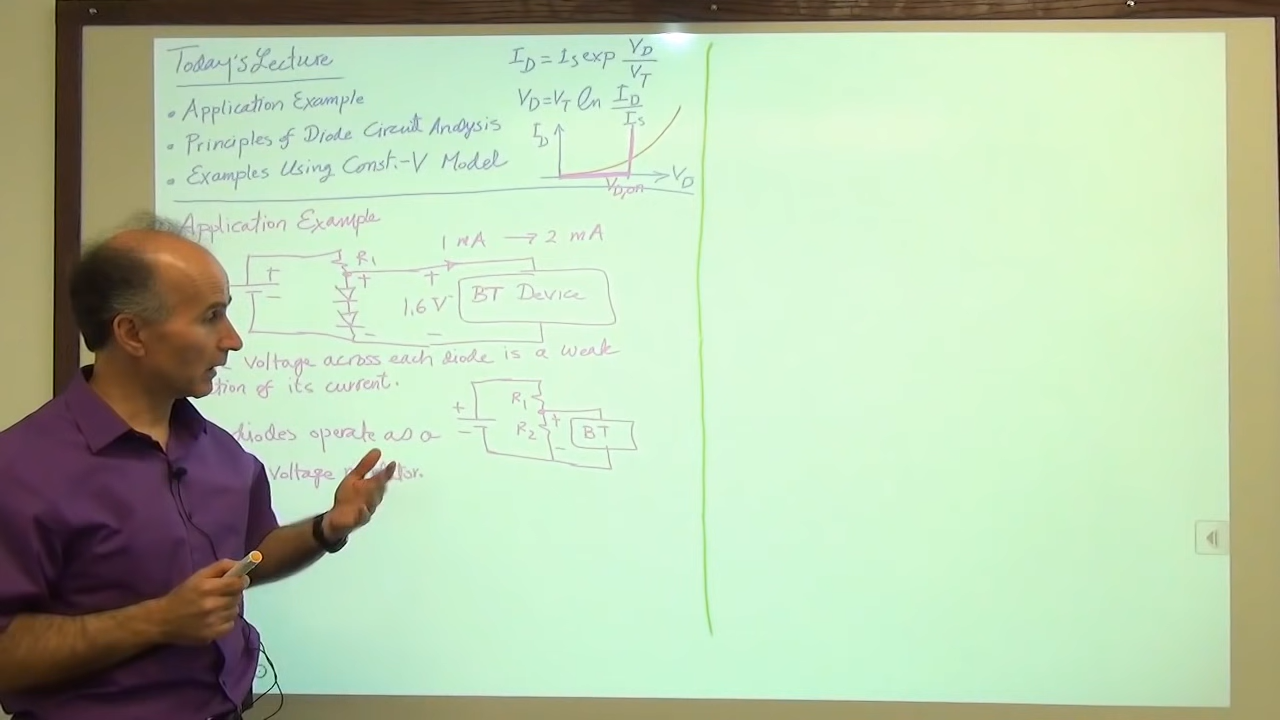 Today's Lecture
• Application Example
• Principles of Diode Circuit Analysis
• Examples Using Const.-V Model
I_D = I_S exp V_D/V_T
V_D = V_T ln I_D/I_S
I_D
V_D
V_D,on
Application Example
1 mA → 2 mA
R1
+
-
+
-
+
1.6 V
-
BT Device
voltage across each diode is a weak
of its current.
diodes operate as a
voltage
+
-
R1
R2
+
-
BT